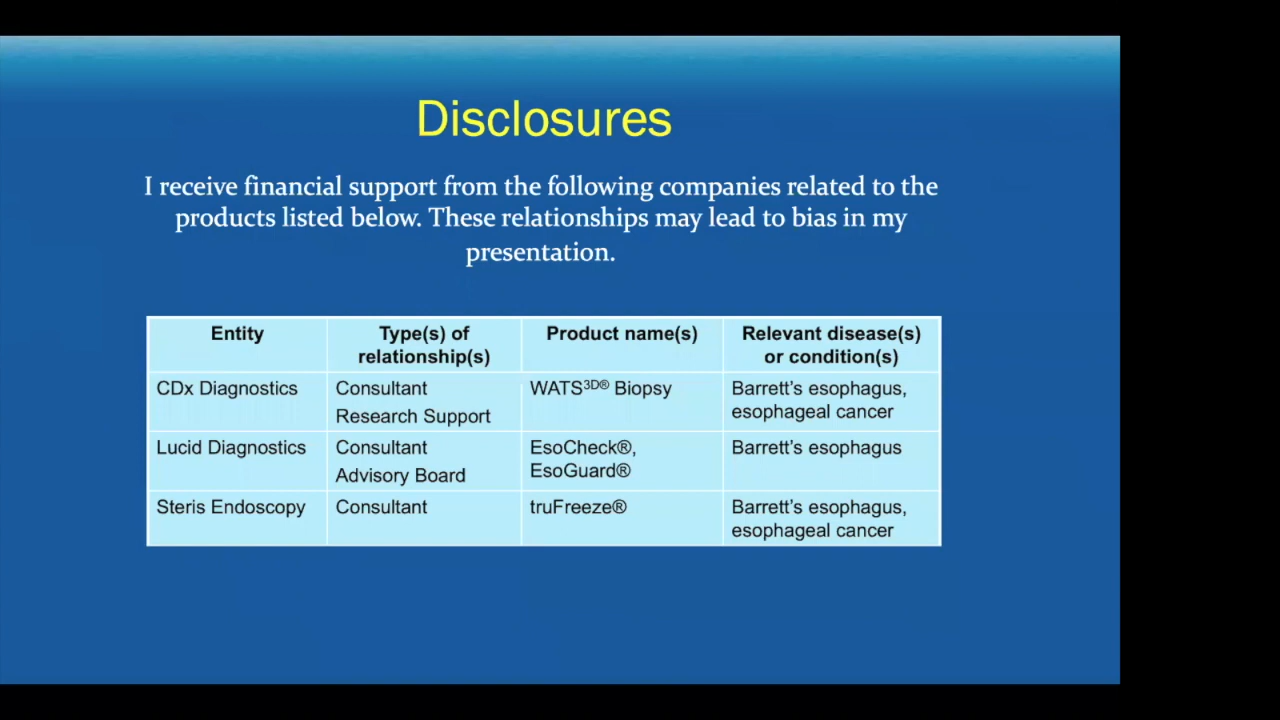 Disclosures
I receive financial support from the following companies related to the
products listed below. These relationships may lead to bias in my
presentation.
Entity
Type(s) of
relationship(s)
Product name(s)
Relevant disease(s)
or condition(s)
CDx Diagnostics
Consultant
Research Support
WATS³ᴰ® Biopsy
Barrett’s esophagus,
esophageal cancer
Lucid Diagnostics
Consultant
Advisory Board
EsoCheck®,
EsoGuard®
Barrett’s esophagus
Steris Endoscopy
Consultant
truFreeze®
Barrett’s esophagus,
esophageal cancer